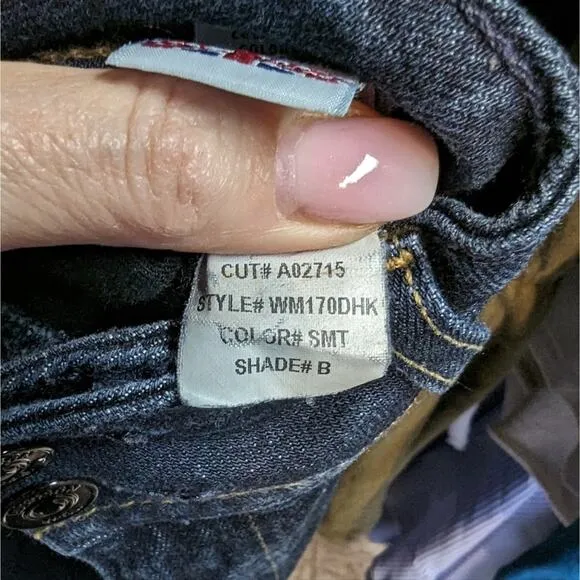 CUT# A02715
STYLE# WM170DHK
COLOR# SMT
SHADE# B